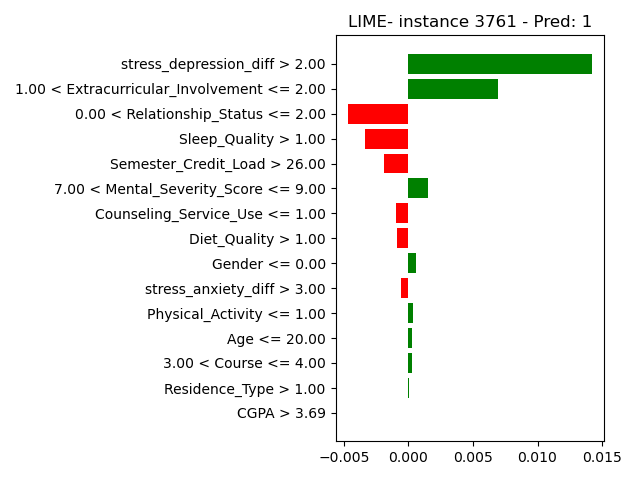 LIME- instance 3761 - Pred: 1
stress_depression_diff > 2.00
1.00 < Extracurricular_Involvement <= 2.00
0.00 < Relationship_Status <= 2.00
Sleep_Quality > 1.00
Semester_Credit_Load > 26.00
7.00 < Mental_Severity_Score <= 9.00
Counseling_Service_Use <= 1.00
Diet_Quality > 1.00
Gender <= 0.00
stress_anxiety_diff > 3.00
Physical_Activity <= 1.00
Age <= 20.00
3.00 < Course <= 4.00
Residence_Type > 1.00
CGPA > 3.69
−0.005 0.000 0.005 0.010 0.015